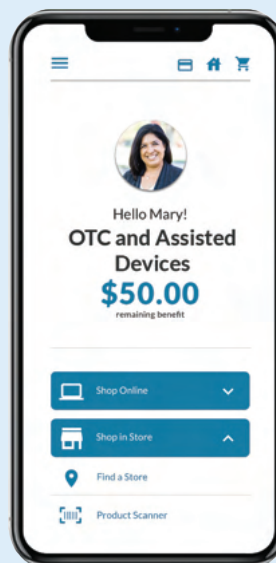 Hello Mary!
OTC and Assisted
Devices
$50.00
remaining benefit
Shop Online
Shop in Store
Find a Store
Product Scanner